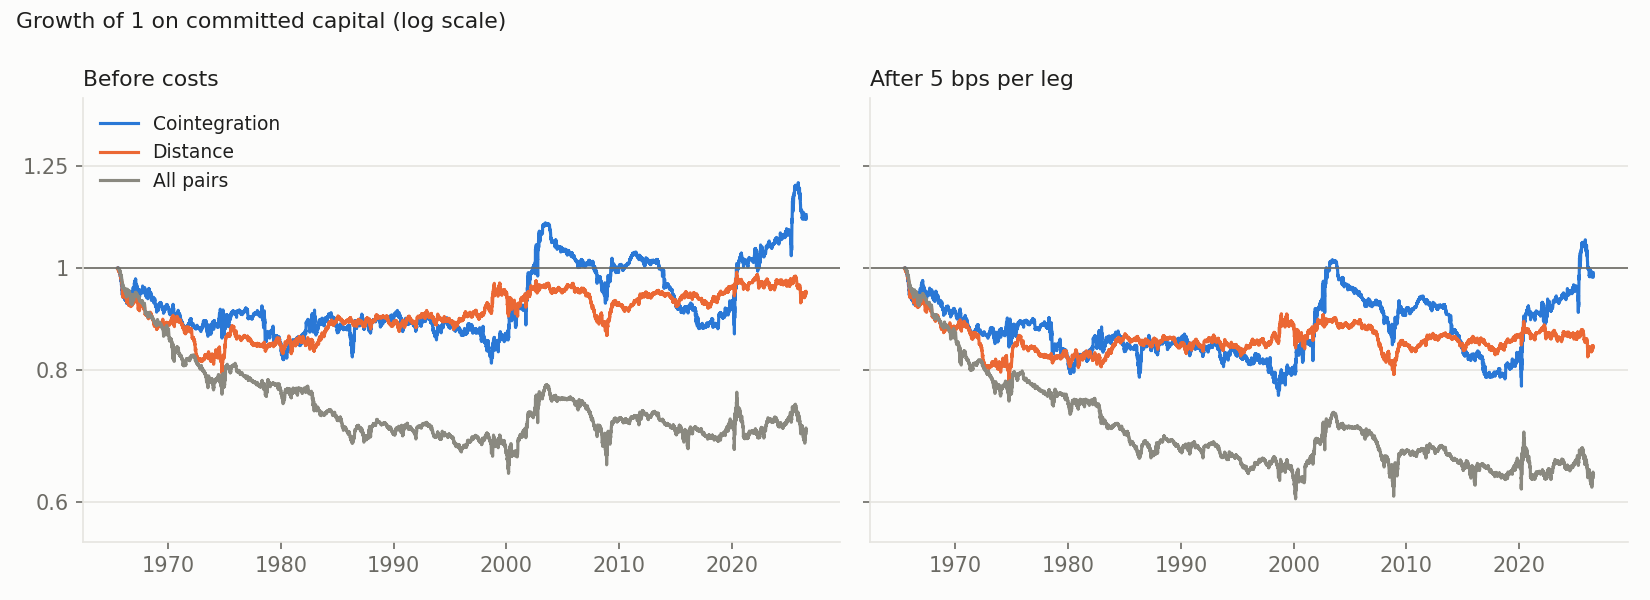 Growth of 1 on committed capital (log scale)
Before costs
Cointegration
Distance
All pairs
1.25
1
0.8
0.6
1970 1980 1990 2000 2010 2020
After 5 bps per leg
1970 1980 1990 2000 2010 2020